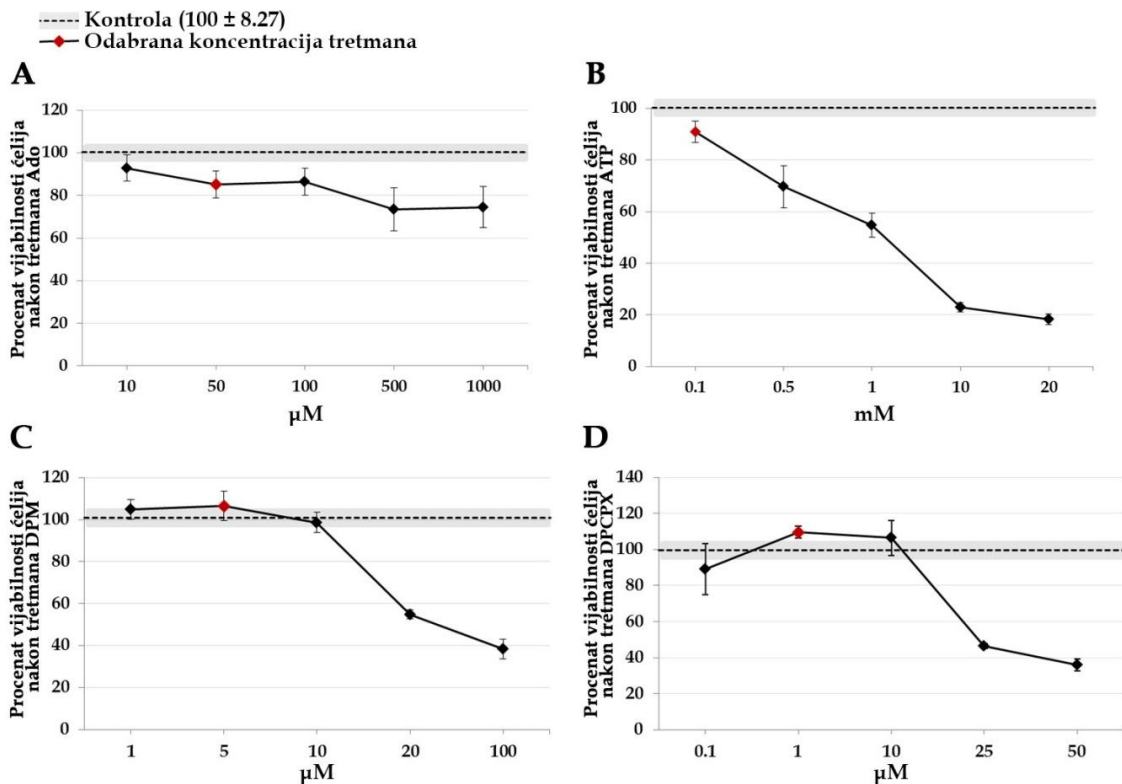 Kontrola (100 ± 8.27)
Odabrana koncentracija tretmana
A
Procenat vijabilnosti ćelija
nakon tretmana Ado
120
100
80
60
40
20
0
10 50 100 500 1000
µM
B
Procenat vijabilnosti ćelija
nakon tretmana ATP
100
80
60
40
20
0
0.1 0.5 1 10 20
mM
C
Procenat vijabilnosti ćelija
nakon tretmana DPM
120
100
80
60
40
20
0
1 5 10 20 100
µM
D
Procenat vijabilnosti ćelija
nakon tretmana DPCPX
140
120
100
80
60
40
20
0
0.1 1 10 25 50
µM